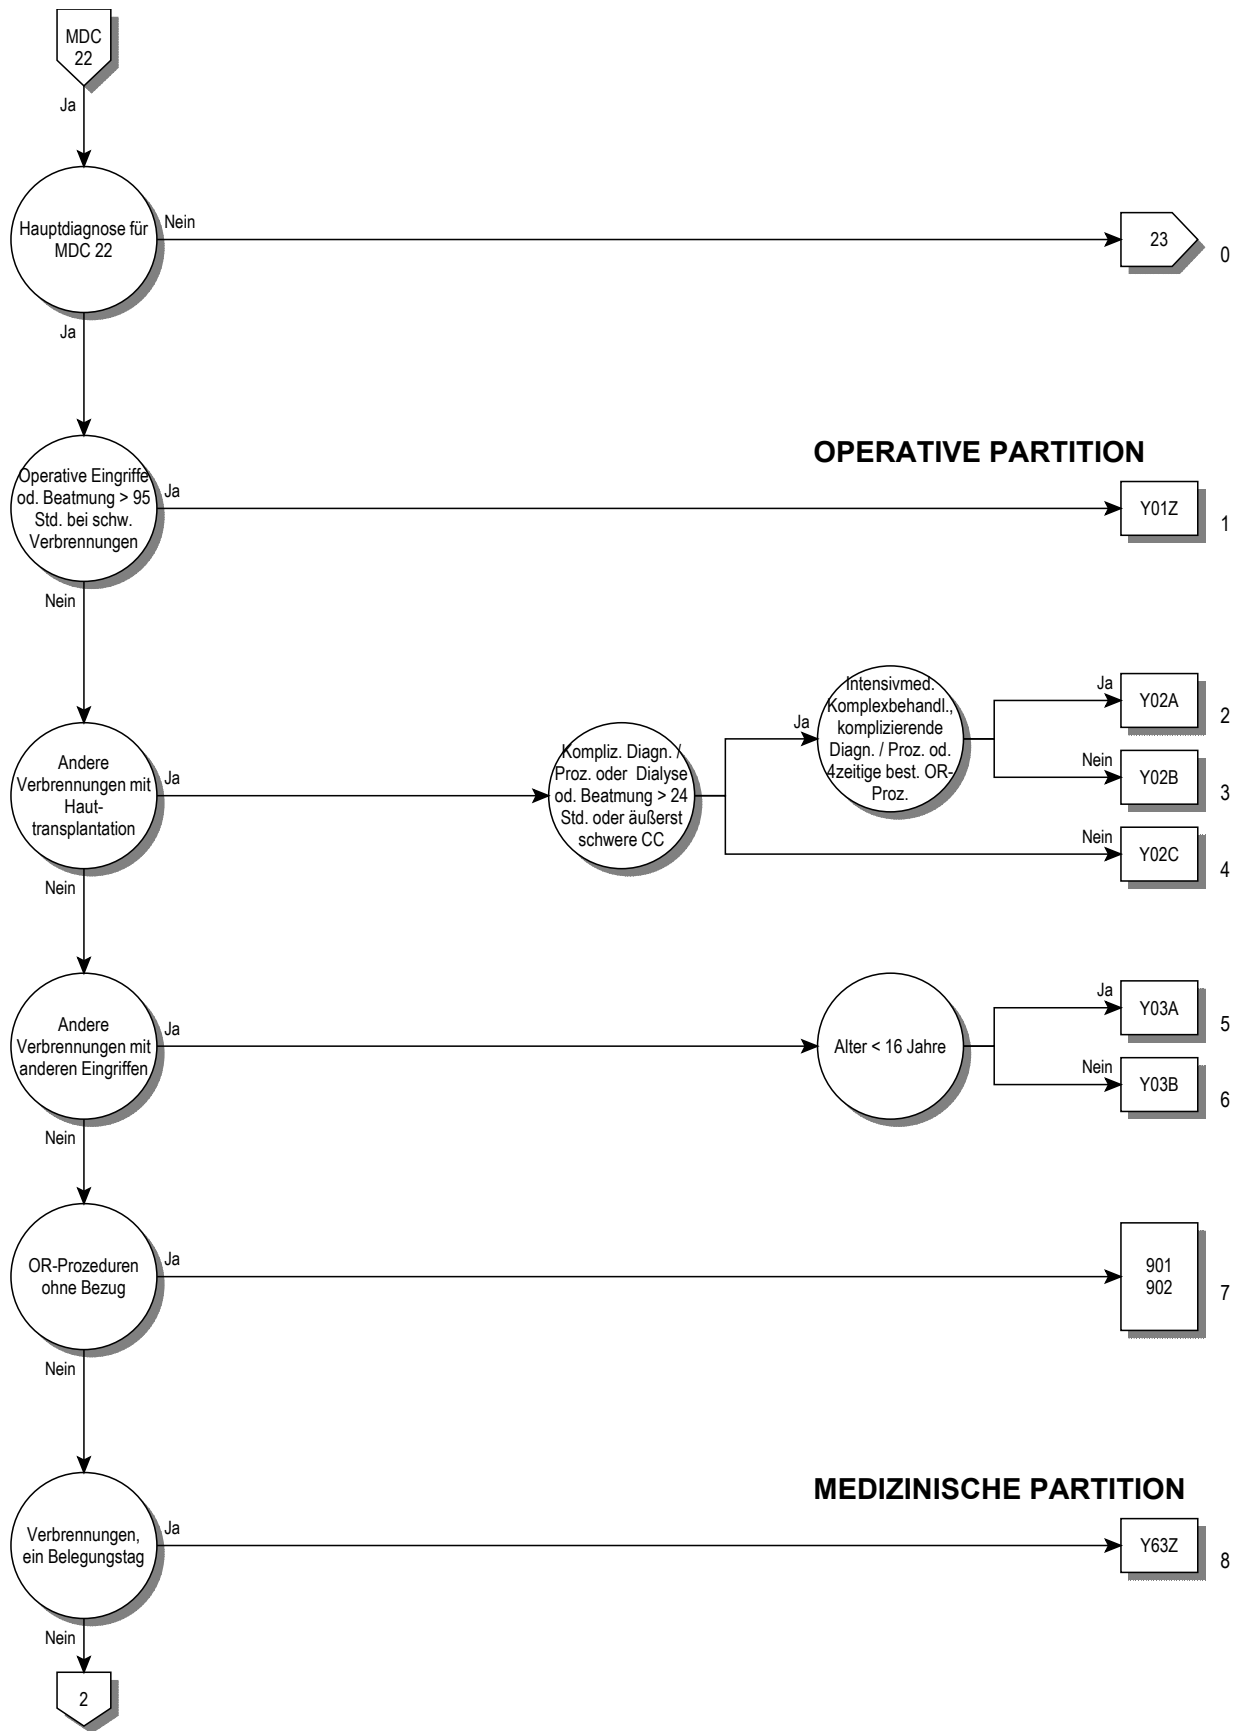 MDC
22
Ja
Hauptdiagnose für
MDC 22
Nein
23
0
Ja
OPERATIVE PARTITION
Operative Eingriffe
od. Beatmung > 95
Std. bei schw.
Verbrennungen
Ja
Y01Z
1
Nein
Andere
Verbrennungen mit
Haut-
transplantation
Ja
Kompliz. Diagn. /
Proz. oder Dialyse
od. Beatmung > 24
Std. oder äußerst
schwere CC
Ja
Intensivmed.
Komplexbehandl.,
komplizierende
Diagn. / Proz. od.
4zeitige best. OR-
Proz.
Ja
Y02A
2
Nein
Y02B
3
Nein
Y02C
4
Nein
Andere
Verbrennungen mit
anderen Eingriffen
Ja
Alter < 16 Jahre
Ja
Y03A
5
Nein
Y03B
6
Nein
OR-Prozeduren
ohne Bezug
Ja
901
902
7
Nein
MEDIZINISCHE PARTITION
Verbrennungen,
ein Belegungstag
Ja
Y63Z
8
Nein
2